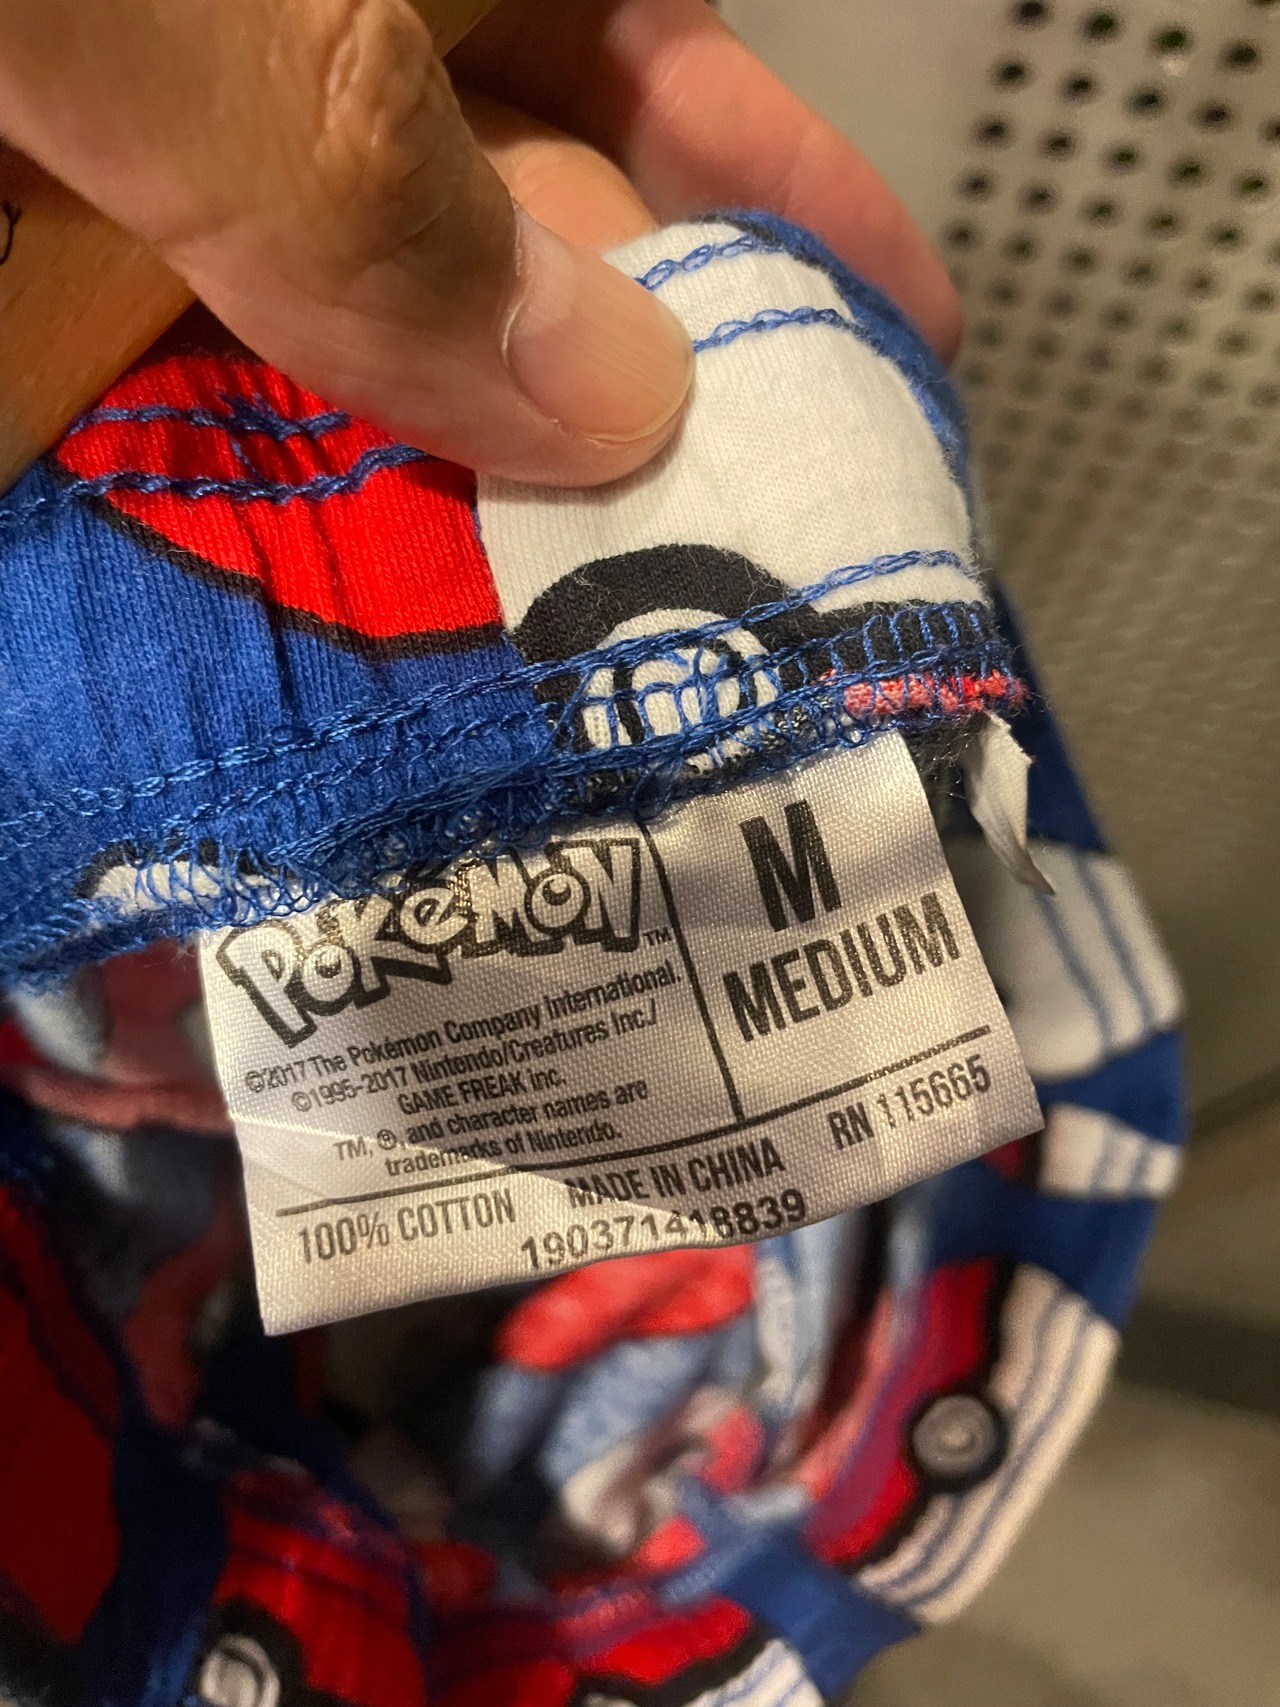 POKéMON™
©2017 The Pokémon Company International.
©1995-2017 Nintendo/Creatures Inc./
GAME FREAK inc.
TM, ®, and character names are
trademarks of Nintendo.
M
MEDIUM
100% COTTON MADE IN CHINA RN 115665
190371418839